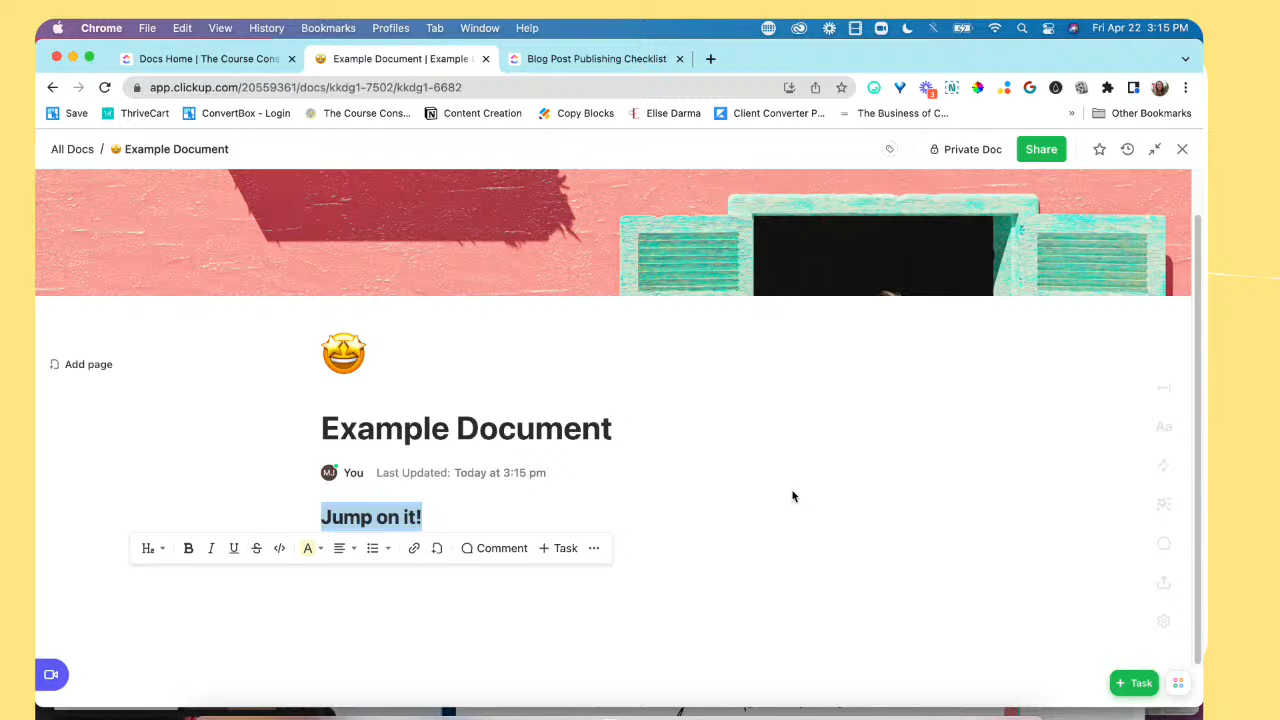 Chrome File Edit View History Bookmarks Profiles Tab Window Help Fri Apr 22 3:15 PM
Docs Home | The Course Cons Example Document | Example Blog Post Publishing Checklist
app.clickup.com/20559361/docs/kkdg1-7502/kkdg1-6682
Save ThriveCart ConvertBox - Login The Course Cons... Content Creation Copy Blocks Elise Darma Client Converter P... The Business of C... » Other Bookmarks
All Docs / Example Document Private Doc Share
Add page
Example Document
MJ You Last Updated: Today at 3:15 pm
Jump on it!
H₂ B I U S </> A Comment + Task ...
Aa
+ Task